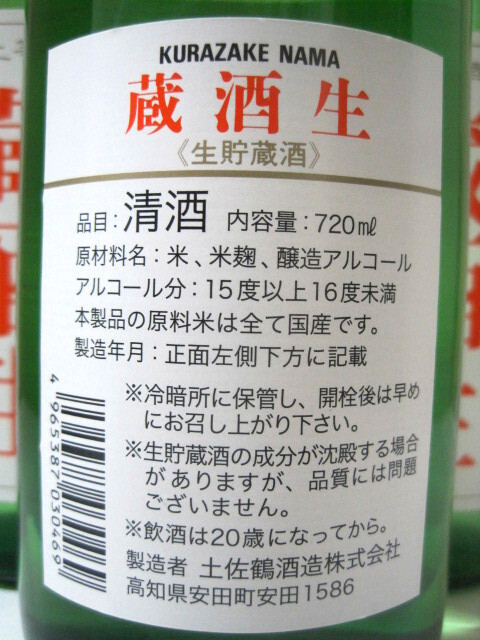 KURAZAKE NAMA
蔵酒生
《生貯蔵酒》
品目:清酒 内容量:720㎖
原材料名:米、米麹、醸造アルコール
アルコール分:15度以上16度未満
本製品の原料米は全て国産です。
製造年月:正面左側下方に記載
※冷暗所に保管し、開栓後は早め
にお召し上がり下さい。
※生貯蔵酒の成分が沈殿する場合
がありますが、品質には問題
ございません。
※飲酒は20歳になってから。
製造者 土佐鶴酒造株式会社
高知県安田町安田1586
4965387030469